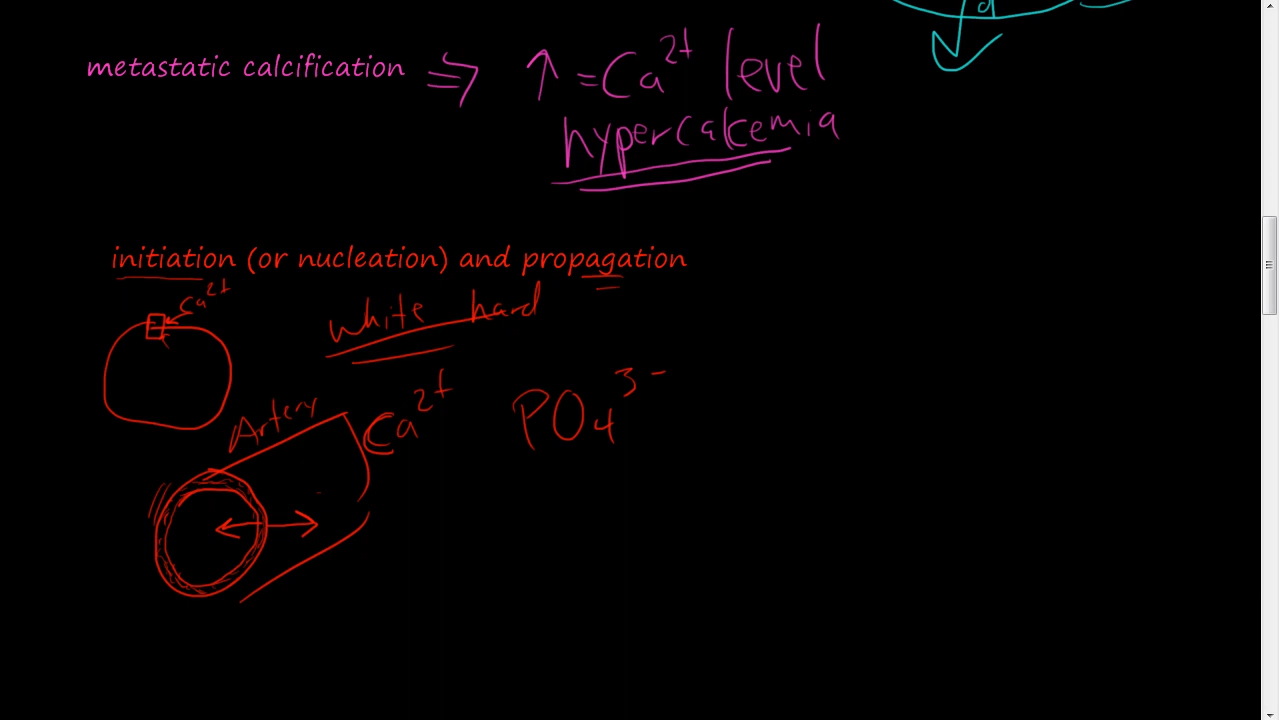 metastatic calcification ⇒ ↑ = Ca²⁺ level
hypercalcemia
initiation (or nucleation) and propagation
Ca²⁺
white hard
Artery
Ca²⁺ PO₄³⁻